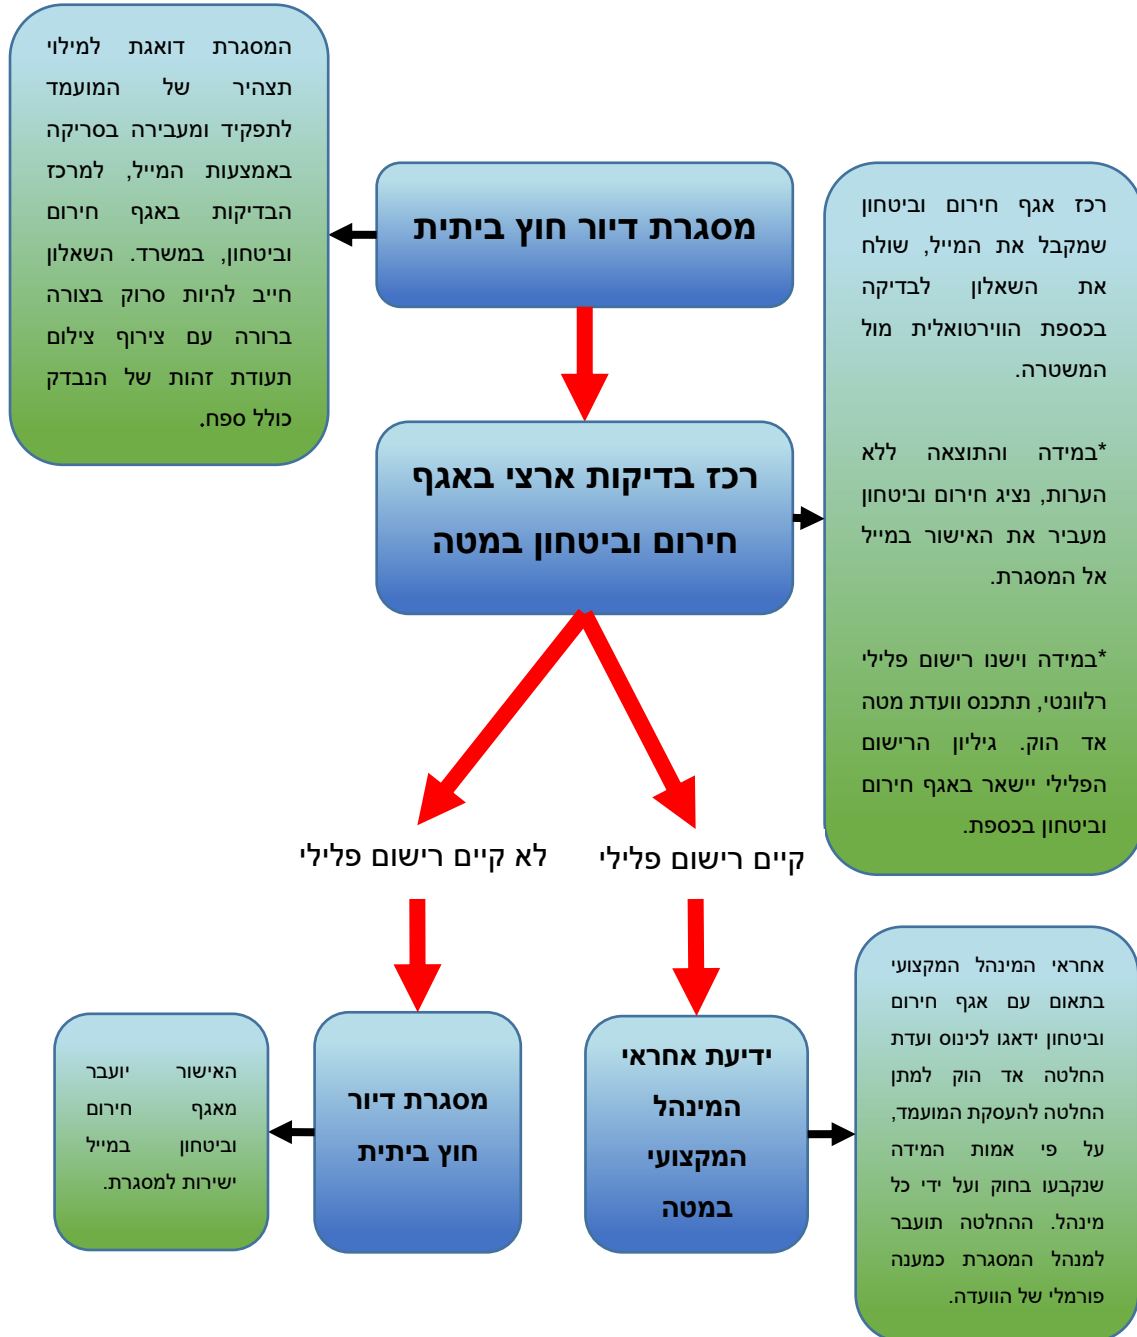 המסגרת דואגת למילוי
תצהיר של המועמד
לתפקיד ומעבירה בסריקה
באמצעות המייל, למרכז
הבדיקות באגף חירום
וביטחון, במשרד. השאלון
חייב להיות סרוק בצורה
ברורה עם צירוף צילום
תעודת זהות של הנבדק
כולל ספח.
מסגרת דיור חוץ ביתית
רכז אגף חירום וביטחון
שמקבל את המייל, שולח
את השאלון לבדיקה
בכספת הווירטואלית מול
המשטרה.
*במידה והתוצאה ללא
הערות, נציג חירום וביטחון
מעביר את האישור במייל
אל המסגרת.
*במידה וישנו רישום פלילי
רלוונטי, תתכנס וועדת מטה
אד הוק. גיליון הרישום
הפלילי יישאר באגף חירום
וביטחון בכספת.
רכז בדיקות ארצי באגף
חירום וביטחון במטה
קיים רישום פלילי
לא קיים רישום פלילי
אחראי המינהל המקצועי
בתאום עם אגף חירום
וביטחון ידאגו לכינוס ועדת
החלטה אד הוק למתן
החלטה להעסקת המועמד,
על פי אמות המידה
שנקבעו בחוק ועל ידי כל
מינהל. ההחלטה תועבר
למנהל המסגרת כמענה
פורמלי של הוועדה.
ידיעת אחראי
המינהל
המקצועי
במטה
מסגרת דיור
חוץ ביתית
האישור יועבר
מאגף חירום
וביטחון במייל
ישירות למסגרת.